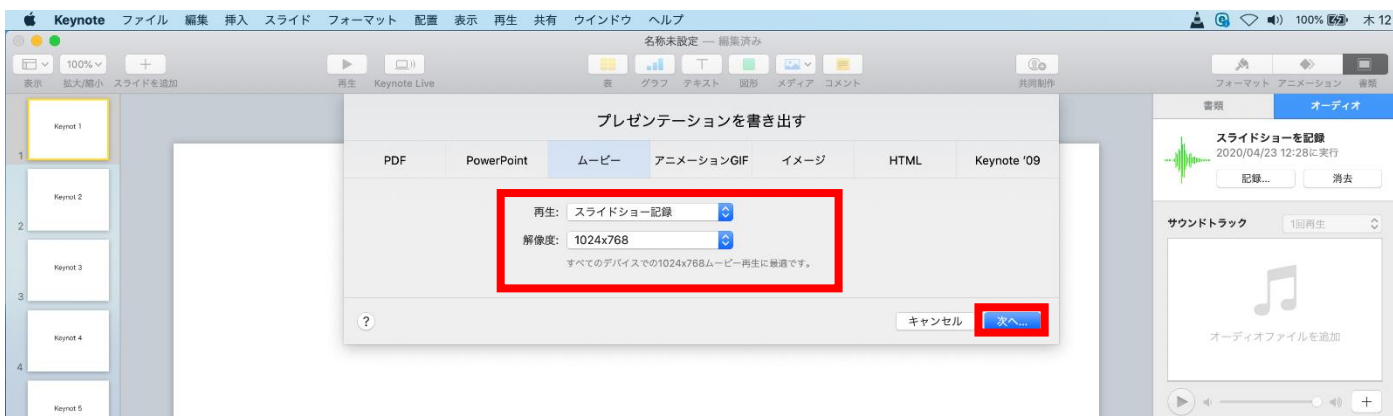 Keynote ファイル 編集 挿入 スライド フォーマット 配置 表示 再生 共有 ウインドウ ヘルプ 100% 木 12
名称未設定 — 編集済み
100%
表示 拡大/縮小 スライドを追加 再生 Keynote Live 表 グラフ テキスト 図形 メディア コメント 共同制作 フォーマット アニメーション 書類
プレゼンテーションを書き出す
PDF PowerPoint ムービー アニメーションGIF イメージ HTML Keynote '09
再生: スライドショー記録
解像度: 1024x768
すべてのデバイスでの1024x768ムービー再生に最適です。
? キャンセル 次へ...
Keynot 1
1
Keynot 2
2
Keynot 3
3
Keynot 4
4
Keynot 5
書類 オーディオ
スライドショーを記録
2020/04/23 12:28に実行
記録... 消去
サウンドトラック 1回再生
オーディオファイルを追加